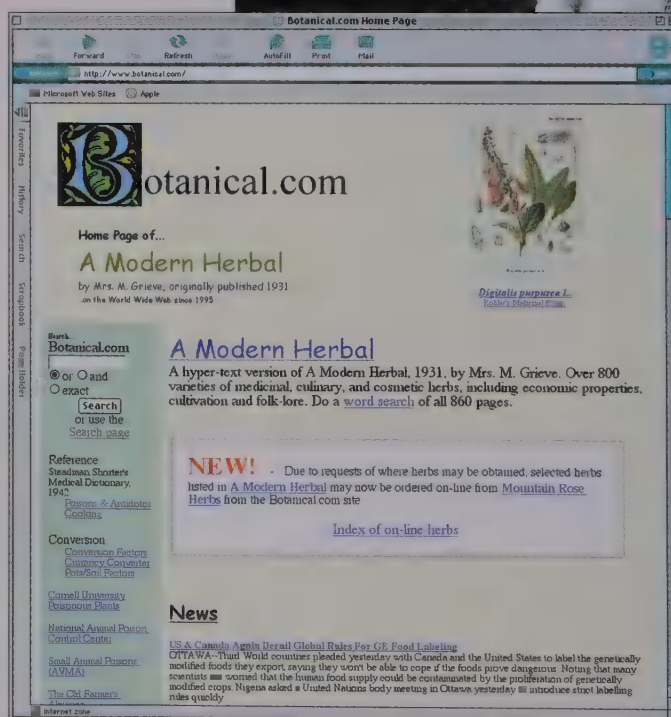 Botanical.com Home Page
Forward
Refresh
AutoFill
Print
Mail
http://www.botanical.com/
Microsoft Web Sites
Apple
Favorites
History
Search
Scrapbook
Page Holder
Botanical.com
Home Page of...
A Modern Herbal
by Mrs. M. Grieve, originally published 1931
..on the World Wide Web since 1995
Digitalis purpurea L.
Search
Botanical.com
or and
exact
Search
or use the
Search page
Reference
Steadman Shorter's
Medical Dictionary,
1942
Poisons & Antidotes
Cooking
Conversion
Conversion Factors
Currency Converter
Pots/Soil Factors
Cornell University
Poisonous Plants
National Animal Poison
Control Center
Small Animal Poisons
(AVMA)
The Old Farmer's
A Modern Herbal
A hyper-text version of A Modern Herbal, 1931, by Mrs. M. Grieve. Over 800
varieties of medicinal, culinary, and cosmetic herbs, including economic properties,
cultivation and folk-lore. Do a word search of all 860 pages.
NEW! - Due to requests of where herbs may be obtained, selected herbs
listed in A Modern Herbal may now be ordered on-line from Mountain Rose
Herbs from the Botanical.com site
Index of on-line herbs
News
US & Canada Again Derail Global Rules For GE Food Labeling
OTTAWA--Third World countries pleaded yesterday with Canada and the United States to label the genetically
modified foods they export, saying they won't be able to cope if the foods prove dangerous. Noting that many
scientists worried that the human food supply could be contaminated by the proliferation of genetically
modified crops, Nigeria asked a United Nations body meeting in Ottawa yesterday introduce strict labelling
rules quickly
Internet zone